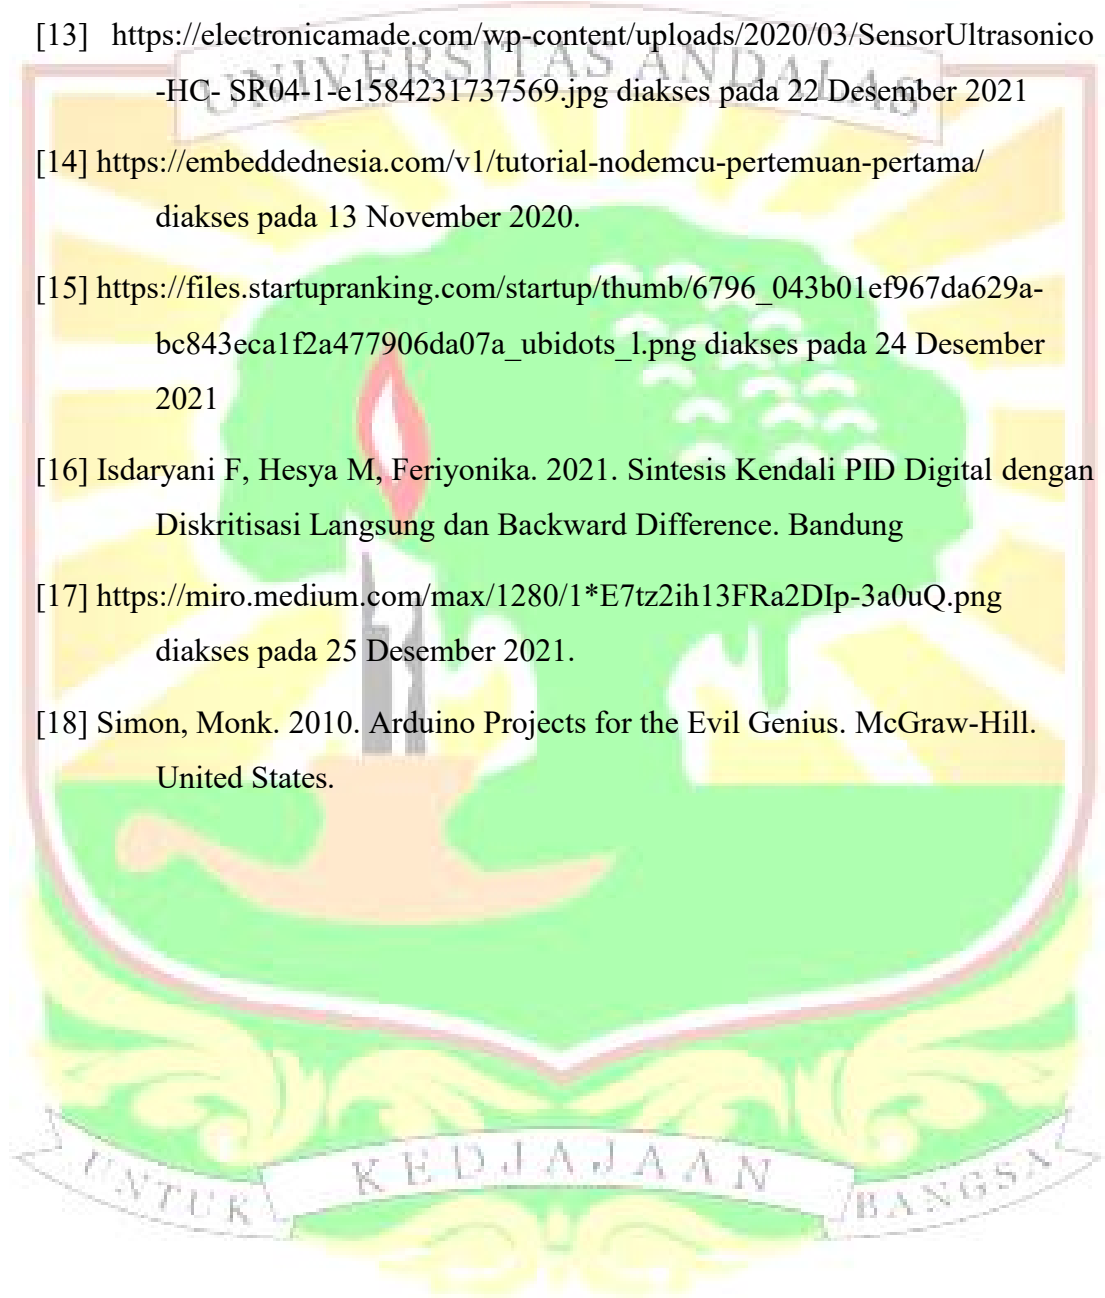 [13] https://electronicamade.com/wp-content/uploads/2020/03/SensorUltrasonico
UNIVERSITAS ANDALAS
-HC- SR04-1-e1584231737569.jpg diakses pada 22 Desember 2021
[14] https://embeddednesia.com/v1/tutorial-nodemcu-pertemuan-pertama/
diakses pada 13 November 2020.
[15] https://files.startupranking.com/startup/thumb/6796_043b01ef967da629a-
bc843eca1f2a477906da07a_ubidots_l.png diakses pada 24 Desember
2021
[16] Isdaryani F, Hesya M, Feriyonika. 2021. Sintesis Kendali PID Digital dengan
Diskritisasi Langsung dan Backward Difference. Bandung
[17] https://miro.medium.com/max/1280/1*E7tz2ih13FRa2DIp-3a0uQ.png
diakses pada 25 Desember 2021.
[18] Simon, Monk. 2010. Arduino Projects for the Evil Genius. McGraw-Hill.
United States.
UNTUK KEDJAJAAN BANGSA